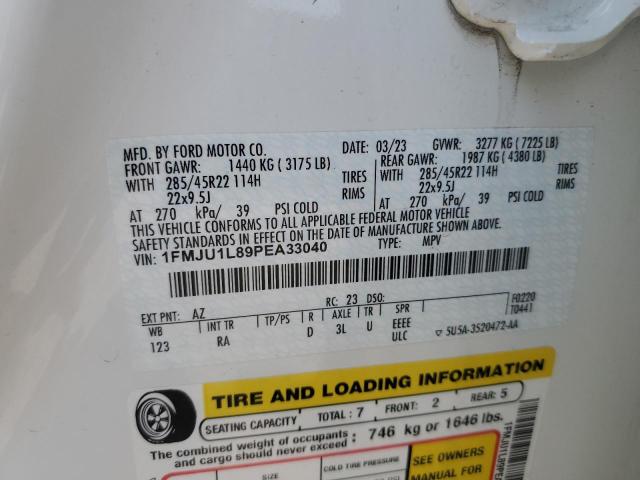 MFD. BY FORD MOTOR CO.
DATE: 03/23 GVWR: 3277 KG ( 7225 LB)
FRONT GAWR: 1440 KG ( 3175 LB)
REAR GAWR: 1987 KG ( 4380 LB)
WITH 285/45R22 114H TIRES
WITH 285/45R22 114H TIRES
22x9.5J RIMS
22x9.5J RIMS
AT 270 kPa/ 39 PSI COLD
AT 270 kPa/ 39 PSI COLD
THIS VEHICLE CONFORMS TO ALL APPLICABLE FEDERAL MOTOR VEHICLE
SAFETY STANDARDS IN EFFECT ON THE DATE OF MANUFACTURE SHOWN ABOVE.
VIN: 1FMJU1L89PEA33040 TYPE: MPV
EXT PNT: AZ RC: 23 DSO: F0220
WB INT TR TP/PS R AXLE TR SPR T0441
123 RA D 3L U EEEE
ULC ▽ 5U5A-3520472-AA
TIRE AND LOADING INFORMATION
SEATING CAPACITY TOTAL : 7 FRONT: 2 REAR: 5
The combined weight of occupants : 746 kg or 1646 lbs.
and cargo should never exceed
SIZE COLD TIRE PRESSURE SEE OWNERS
MANUAL FOR